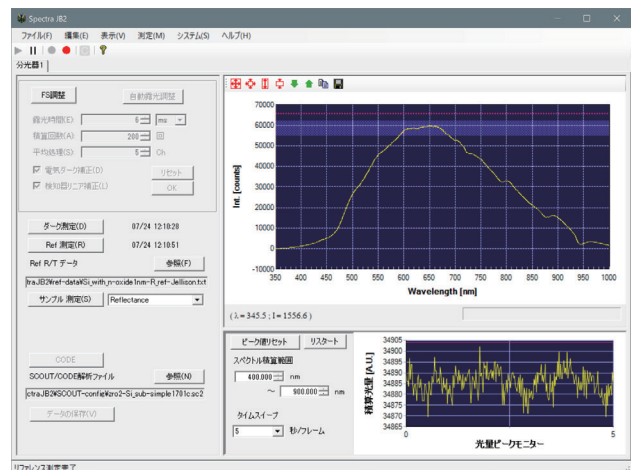 Spectra JB2
ファイル(F) 編集(E) 表示(V) 測定(M) システム(S) ヘルプ(H)
分光器1
FS調整 自動露光調整
露光時間(E) 6 ms
積算回数(A) 200 回
平均処理(S) 5 Ch
電気ダーク補正(D) リセット
検知器リニア補正(L) OK
ダーク測定(D) 07/24 12:18:28
Ref 測定(R) 07/24 12:18:51
Ref R/T データ 参照(F)
traJB2¥ref-data¥Si_with_n-oxide1nm-R_ref-Jellison.txt
サンプル 測定(S) Reflectance
CODE
SCOUT/CODE解析ファイル 参照(N)
ctraJB2¥SCOUT-config¥zro2-Si_sub-simple1701c.sc2
データの保存(V)
70000
60000
50000
40000
30000
20000
10000
0
-10000
Int. [counts]
350 400 450 500 550 600 650 700 750 800 850 900 950 1000
Wavelength [nm]
( λ = 345.5 ; I = 1556.6 )
ピーク値リセット リスタート
スペクトル積算範囲
400.000 nm
～ 900.000 nm
タイムスイープ
5 秒/フレーム
34905
34900
34895
34890
34885
34880
34875
34870
34865
積算光量 [A.U.]
0 5
光量ピークモニター
リファレンス測定完了